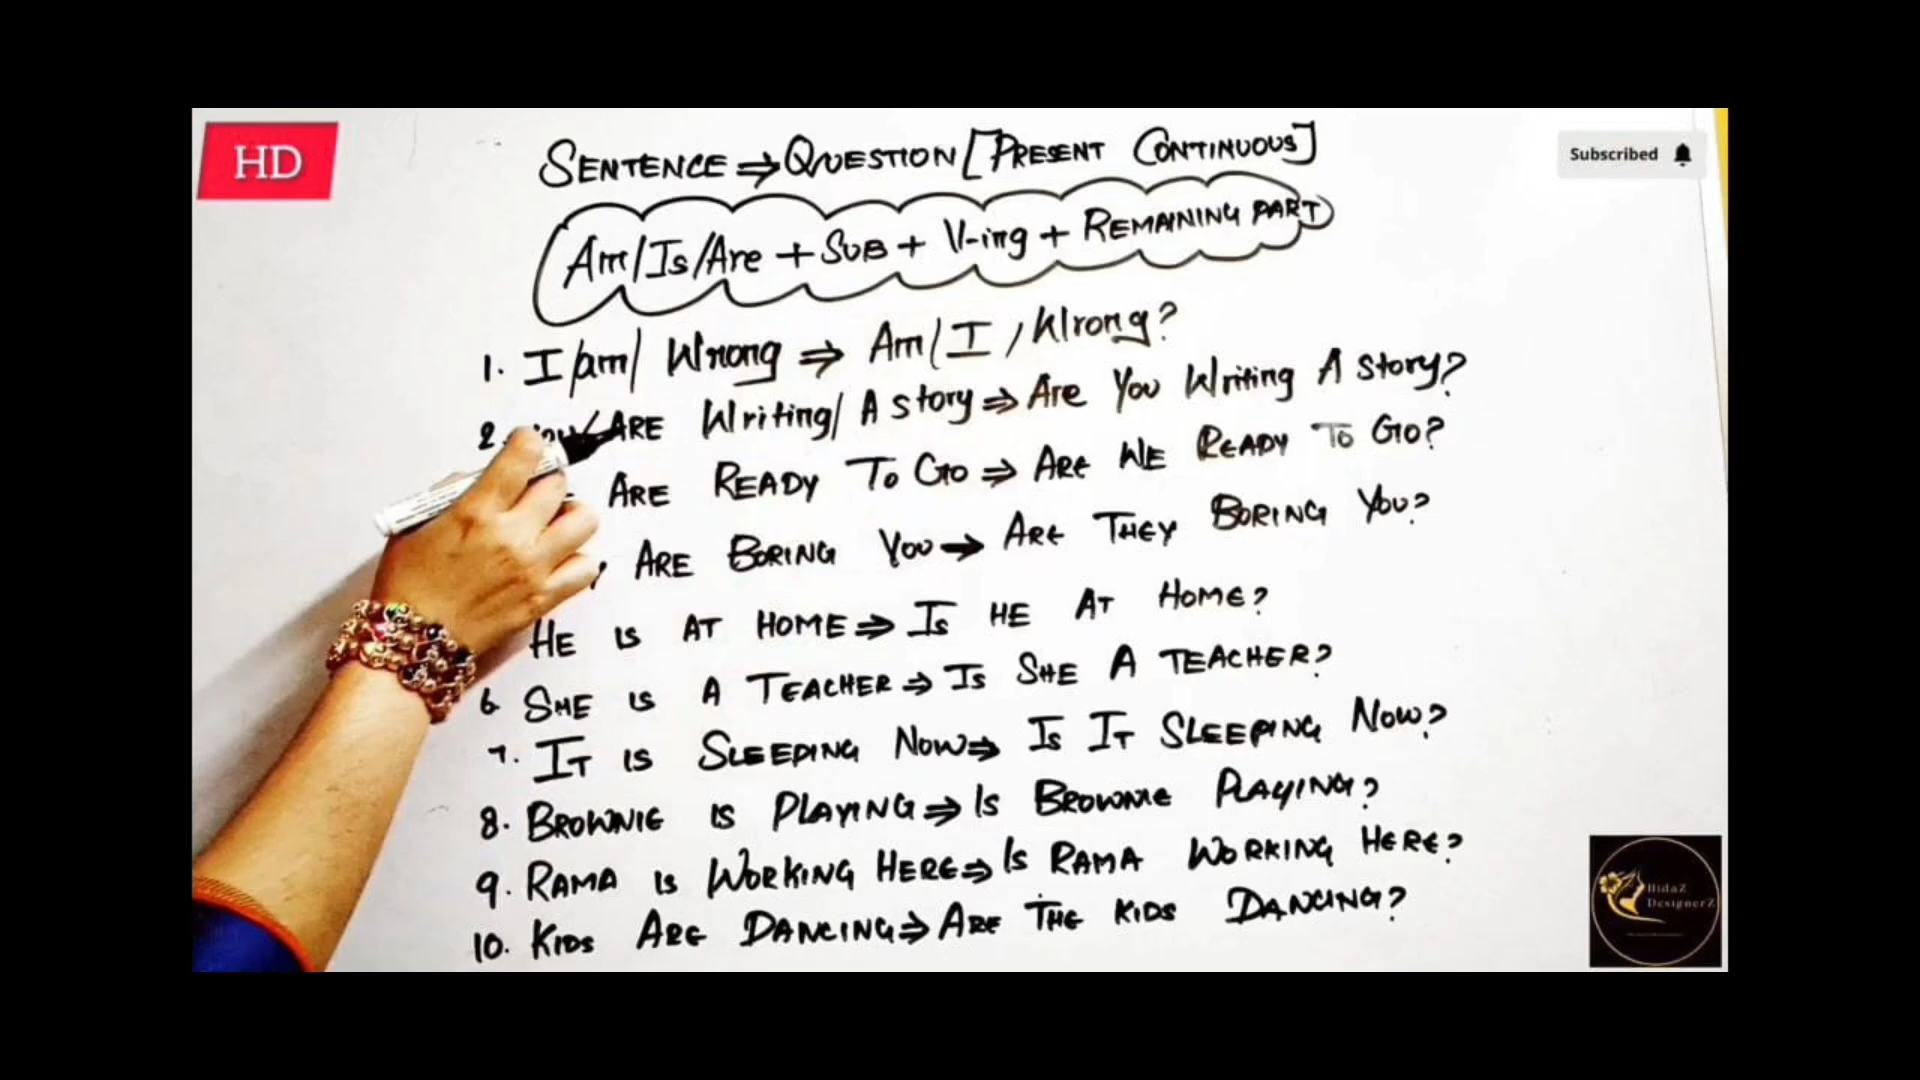 HD
Subscribed
SENTENCE ⇒ QUESTION [PRESENT CONTINUOUS]
Am/Is/Are + SUB + V-ing + REMAINING PART
1. I/am/ Wrong ⇒ Am/I/Wrong?
2. You/ARE Writing/ A story ⇒ Are You Writing A story?
ARE READY TO GO ⇒ ARE WE READY TO GO?
ARE BORING YOU → ARE THEY BORING YOU?
HE IS AT HOME ⇒ Is HE AT HOME?
6 SHE IS A TEACHER ⇒ Is SHE A TEACHER?
7. IT IS SLEEPING NOW ⇒ Is IT SLEEPING NOW?
8. BROWNIE IS PLAYING ⇒ Is BROWNIE PLAYING?
9. RAMA IS WORKING HERE ⇒ Is RAMA WORKING HERE?
10. KIDS ARE DANCING ⇒ ARE THE KIDS DANCING?
HidaZ
DesignerZ